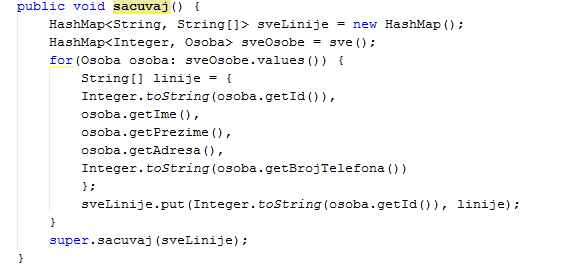 public void sacuvaj() {
    HashMap<String, String[]> sveLinije = new HashMap();
    HashMap<Integer, Osoba> sveOsobe = sve();
    for(Osoba osoba: sveOsobe.values()) {
        String[] linije = {
        Integer.toString(osoba.getId()),
        osoba.getIme(),
        osoba.getPrezime(),
        osoba.getAdresa(),
        Integer.toString(osoba.getBrojTelefona())
        };
        sveLinije.put(Integer.toString(osoba.getId()), linije);
    }
    super.sacuvaj(sveLinije);
}